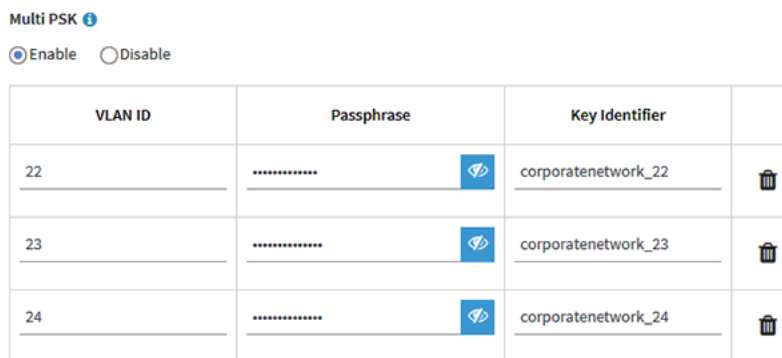 Multi PSK
Enable Disable
VLAN ID Passphrase Key Identifier
22 ••••••••••••• corporatenetwork_22
23 •••••••••••••• corporatenetwork_23
24 •••••••••••••• corporatenetwork_24